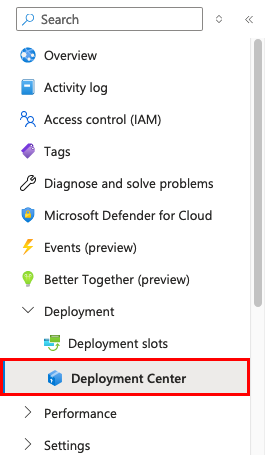 Search
Overview
Activity log
Access control (IAM)
Tags
Diagnose and solve problems
Microsoft Defender for Cloud
Events (preview)
Better Together (preview)
Deployment
Deployment slots
Deployment Center
Performance
Settings